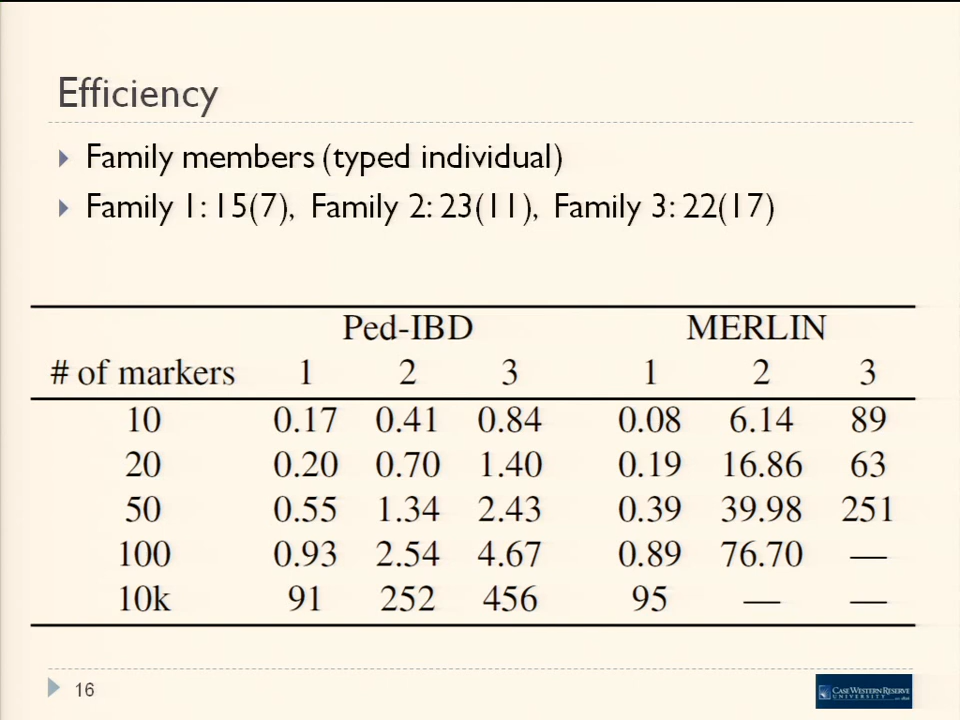 Efficiency
Family members (typed individual)
Family 1: 15(7), Family 2: 23(11), Family 3: 22(17)
Ped-IBD MERLIN
# of markers 1 2 3 1 2 3
10 0.17 0.41 0.84 0.08 6.14 89
20 0.20 0.70 1.40 0.19 16.86 63
50 0.55 1.34 2.43 0.39 39.98 251
100 0.93 2.54 4.67 0.89 76.70 —
10k 91 252 456 95 — —
16
CASE WESTERN RESERVE
UNIVERSITY